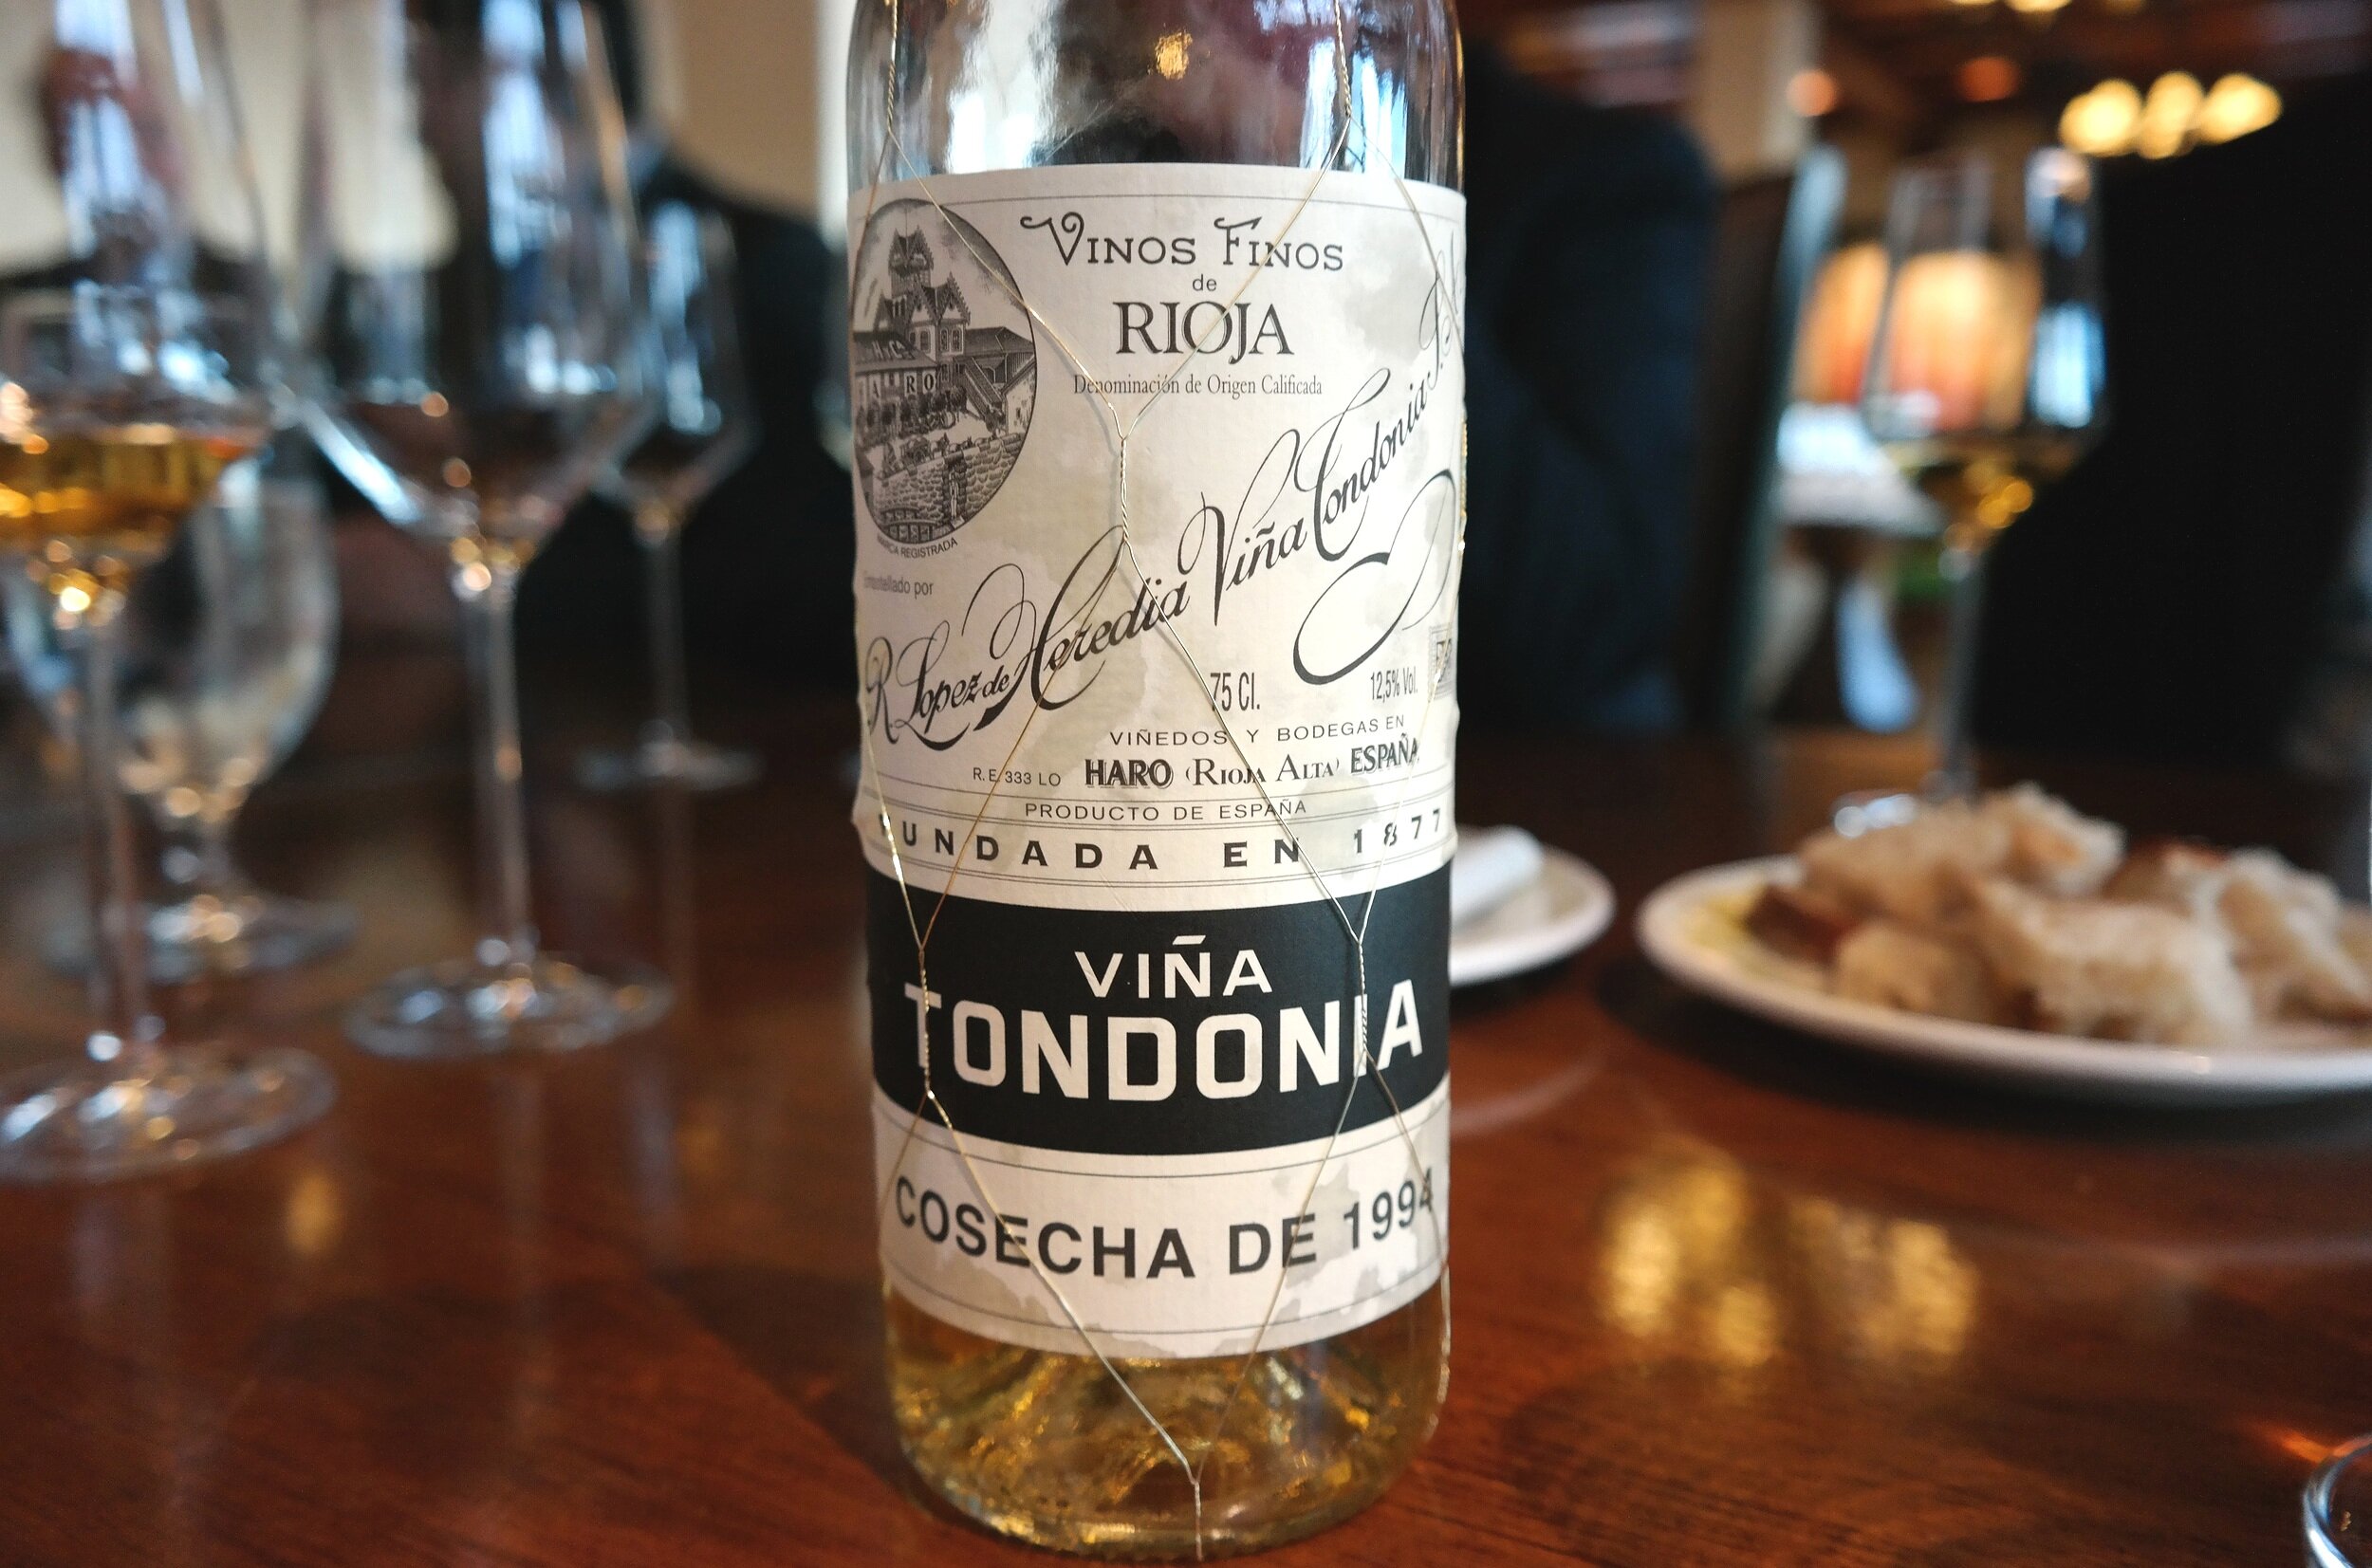 VINOS FINOS
de
RIOJA
Denominación de Origen Calificada
HARO
MARCA REGISTRADA
Embotellado por
R. Lopez de Heredia Viña Tondonia, S.A.
75 Cl.
12,5% Vol.
VIÑEDOS Y BODEGAS EN
R.E. 333 LO HARO (RIOJA ALTA) ESPAÑA
PRODUCTO DE ESPAÑA
FUNDADA EN 1877
VIÑA
TONDONIA
COSECHA DE 1994